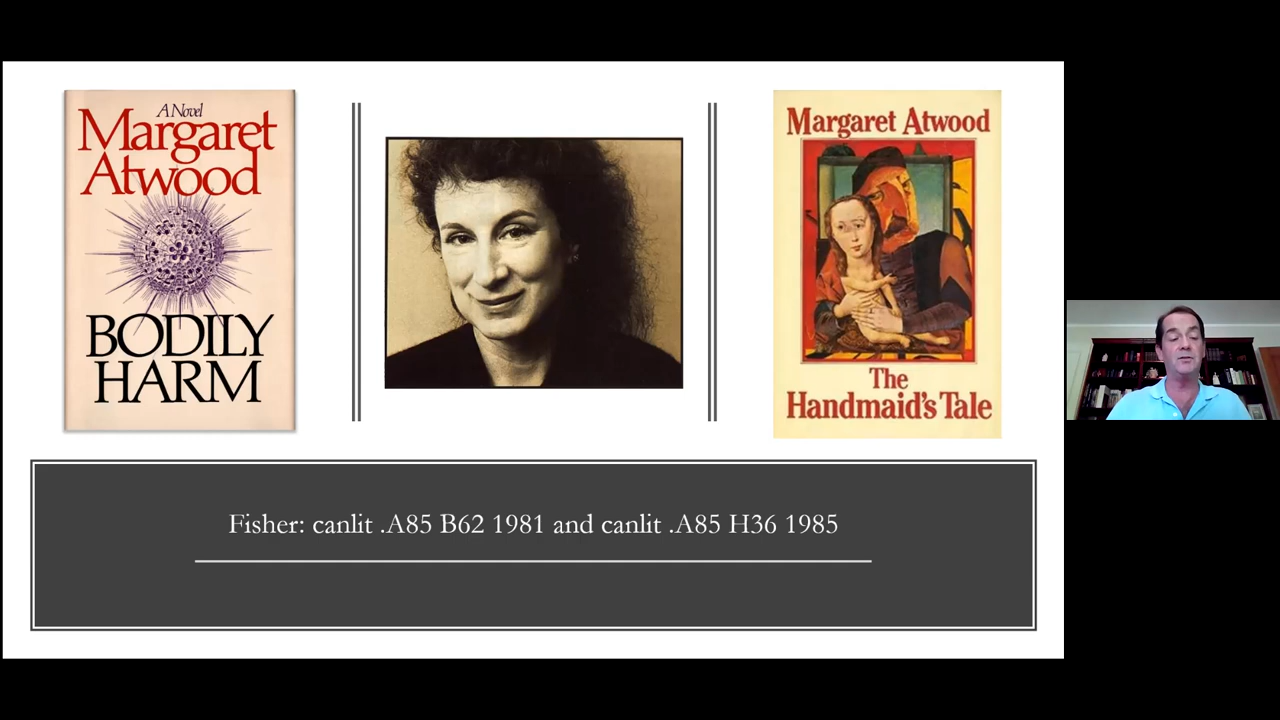 A Novel
Margaret
Atwood
BODILY
HARM
Margaret Atwood
The
Handmaid's Tale
Fisher: canlit .A85 B62 1981 and canlit .A85 H36 1985